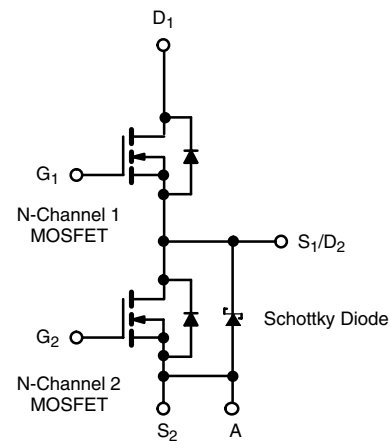 D1
G1
N-Channel 1
MOSFET
S1/D2
Schottky Diode
G2
N-Channel 2
MOSFET
S2
A